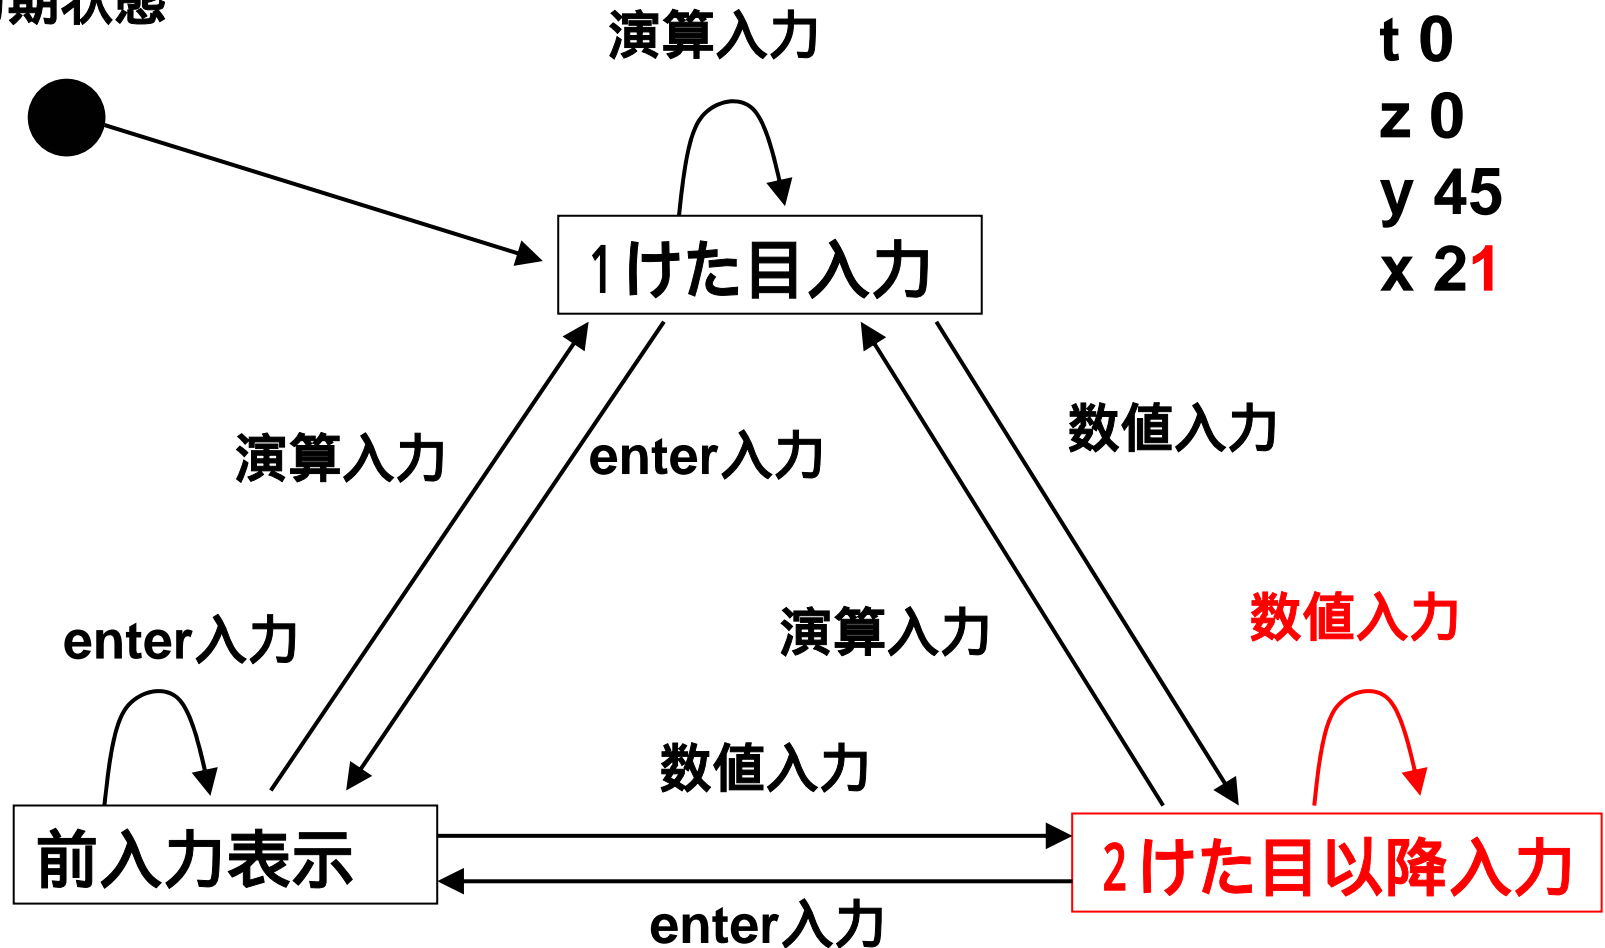 期状態
演算入力
t 0
z 0
y 45
x 21
1けた目入力
数値入力
演算入力
enter入力
数値入力
演算入力
enter入力
数値入力
前入力表示
2けた目以降入力
enter入力